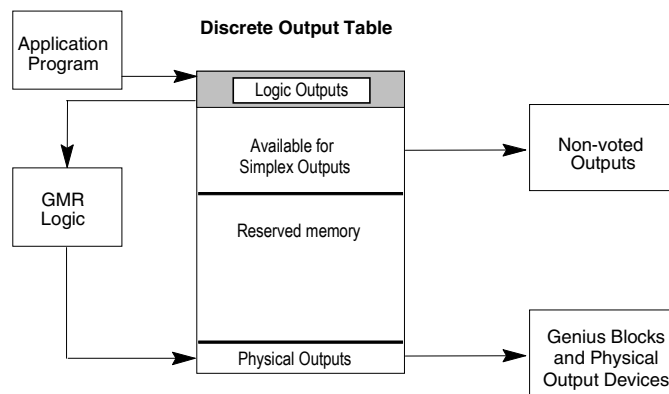 Discrete Output Table
Application
Program
Logic Outputs
Available for
Simplex Outputs
Non-voted
Outputs
GMR
Logic
Reserved memory
Physical Outputs
Genius Blocks
and Physical
Output Devices